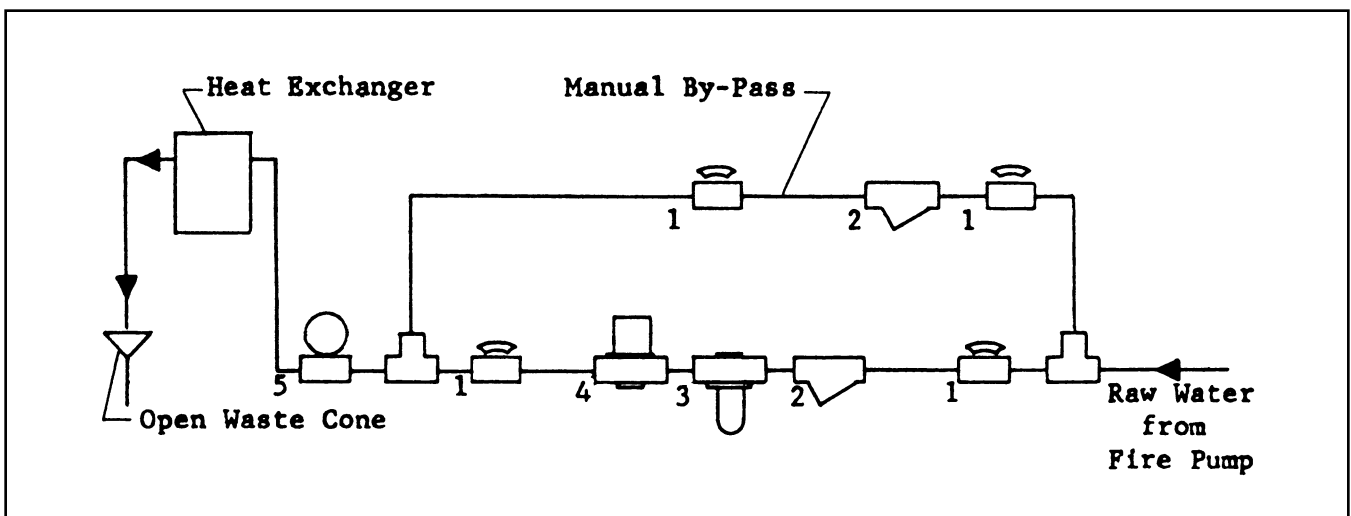 Heat Exchanger
Manual By-Pass
1
2
1
5
1
4
3
2
1
Open Waste Cone
Raw Water
from
Fire Pump